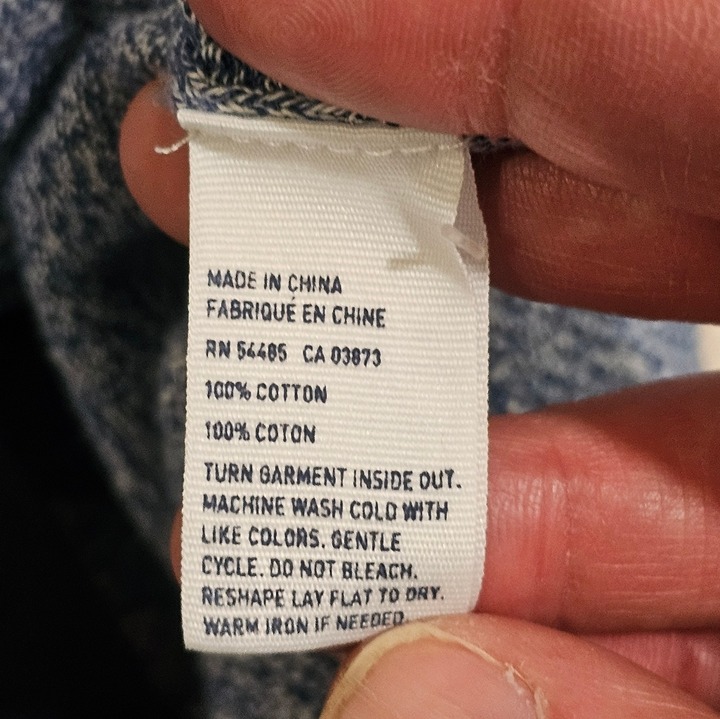 MADE IN CHINA
FABRIQUÉ EN CHINE
RN 54485 CA 03873
100% COTTON
100% COTON
TURN GARMENT INSIDE OUT.
MACHINE WASH COLD WITH
LIKE COLORS. GENTLE
CYCLE. DO NOT BLEACH.
RESHAPE LAY FLAT TO DRY.
WARM IRON IF NEEDED.